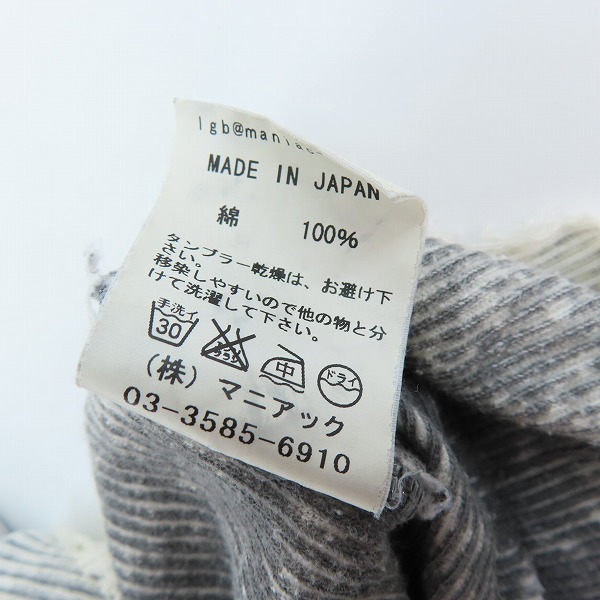 lgb@maniac
MADE IN JAPAN
綿 100%
タンブラー乾燥は、お避け下
さい。
移染しやすいので他の物と分
けて洗濯して下さい。
手洗イ 30 中 ドライ
(株) マニアック
03-3585-6910